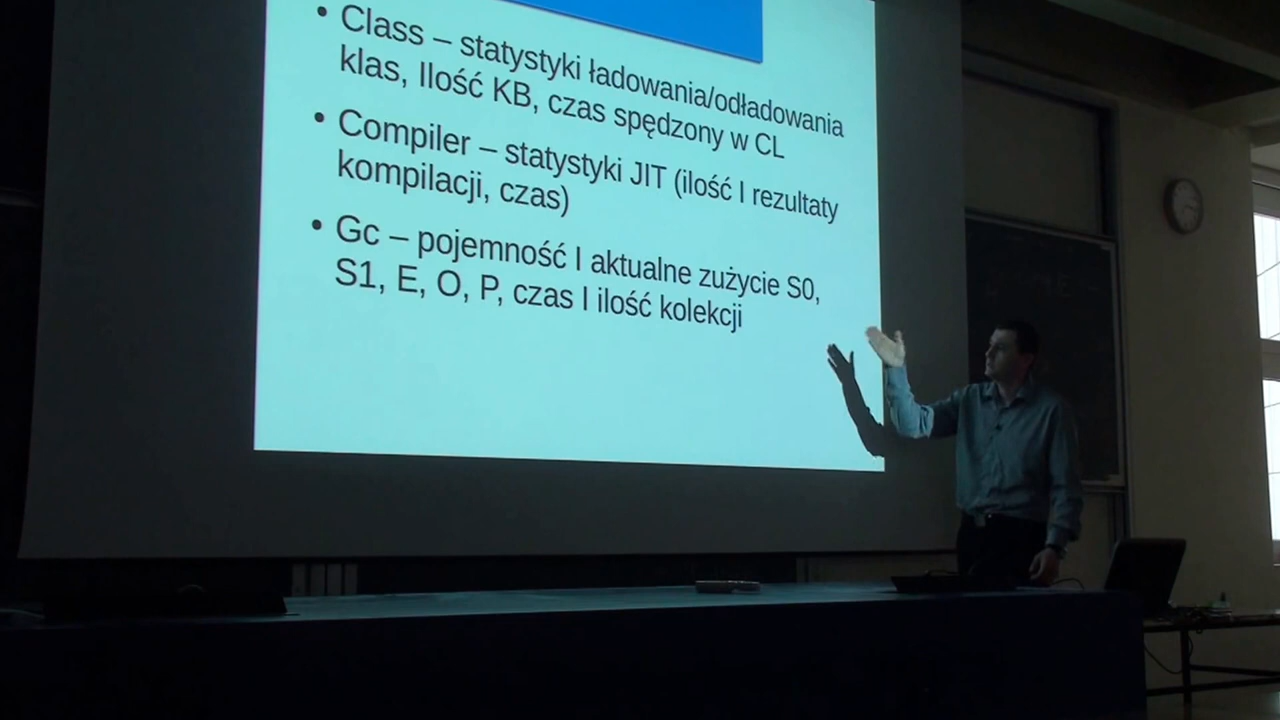 • Class – statystyki ładowania/odładowania
klas, Ilość KB, czas spędzony w CL
• Compiler – statystyki JIT (ilość I rezultaty
kompilacji, czas)
• Gc – pojemność I aktualne zużycie S0,
S1, E, O, P, czas I ilość kolekcji